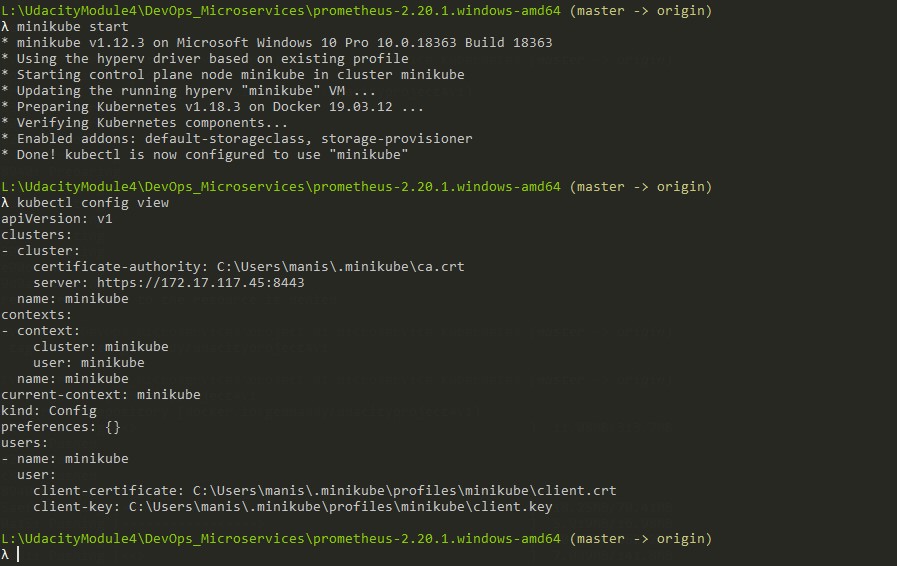 L:\UdacityModule4\DevOps_Microservices\prometheus-2.20.1.windows-amd64 (master -> origin)
λ minikube start
* minikube v1.12.3 on Microsoft Windows 10 Pro 10.0.18363 Build 18363
* Using the hyperv driver based on existing profile
* Starting control plane node minikube in cluster minikube
* Updating the running hyperv "minikube" VM ...
* Preparing Kubernetes v1.18.3 on Docker 19.03.12 ...
* Verifying Kubernetes components...
* Enabled addons: default-storageclass, storage-provisioner
* Done! kubectl is now configured to use "minikube"

L:\UdacityModule4\DevOps_Microservices\prometheus-2.20.1.windows-amd64 (master -> origin)
λ kubectl config view
apiVersion: v1
clusters:
- cluster:
    certificate-authority: C:\Users\manis\.minikube\ca.crt
    server: https://172.17.117.45:8443
  name: minikube
contexts:
- context:
    cluster: minikube
    user: minikube
  name: minikube
current-context: minikube
kind: Config
preferences: {}
users:
- name: minikube
  user:
    client-certificate: C:\Users\manis\.minikube\profiles\minikube\client.crt
    client-key: C:\Users\manis\.minikube\profiles\minikube\client.key

L:\UdacityModule4\DevOps_Microservices\prometheus-2.20.1.windows-amd64 (master -> origin)
λ